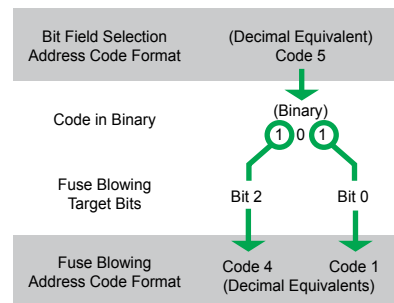 Bit Field Selection
Address Code Format
(Decimal Equivalent)
Code 5
Code in Binary
(Binary)
1 0 1
Fuse Blowing
Target Bits
Bit 2
Bit 0
Fuse Blowing
Address Code Format
Code 4
Code 1
(Decimal Equivalents)